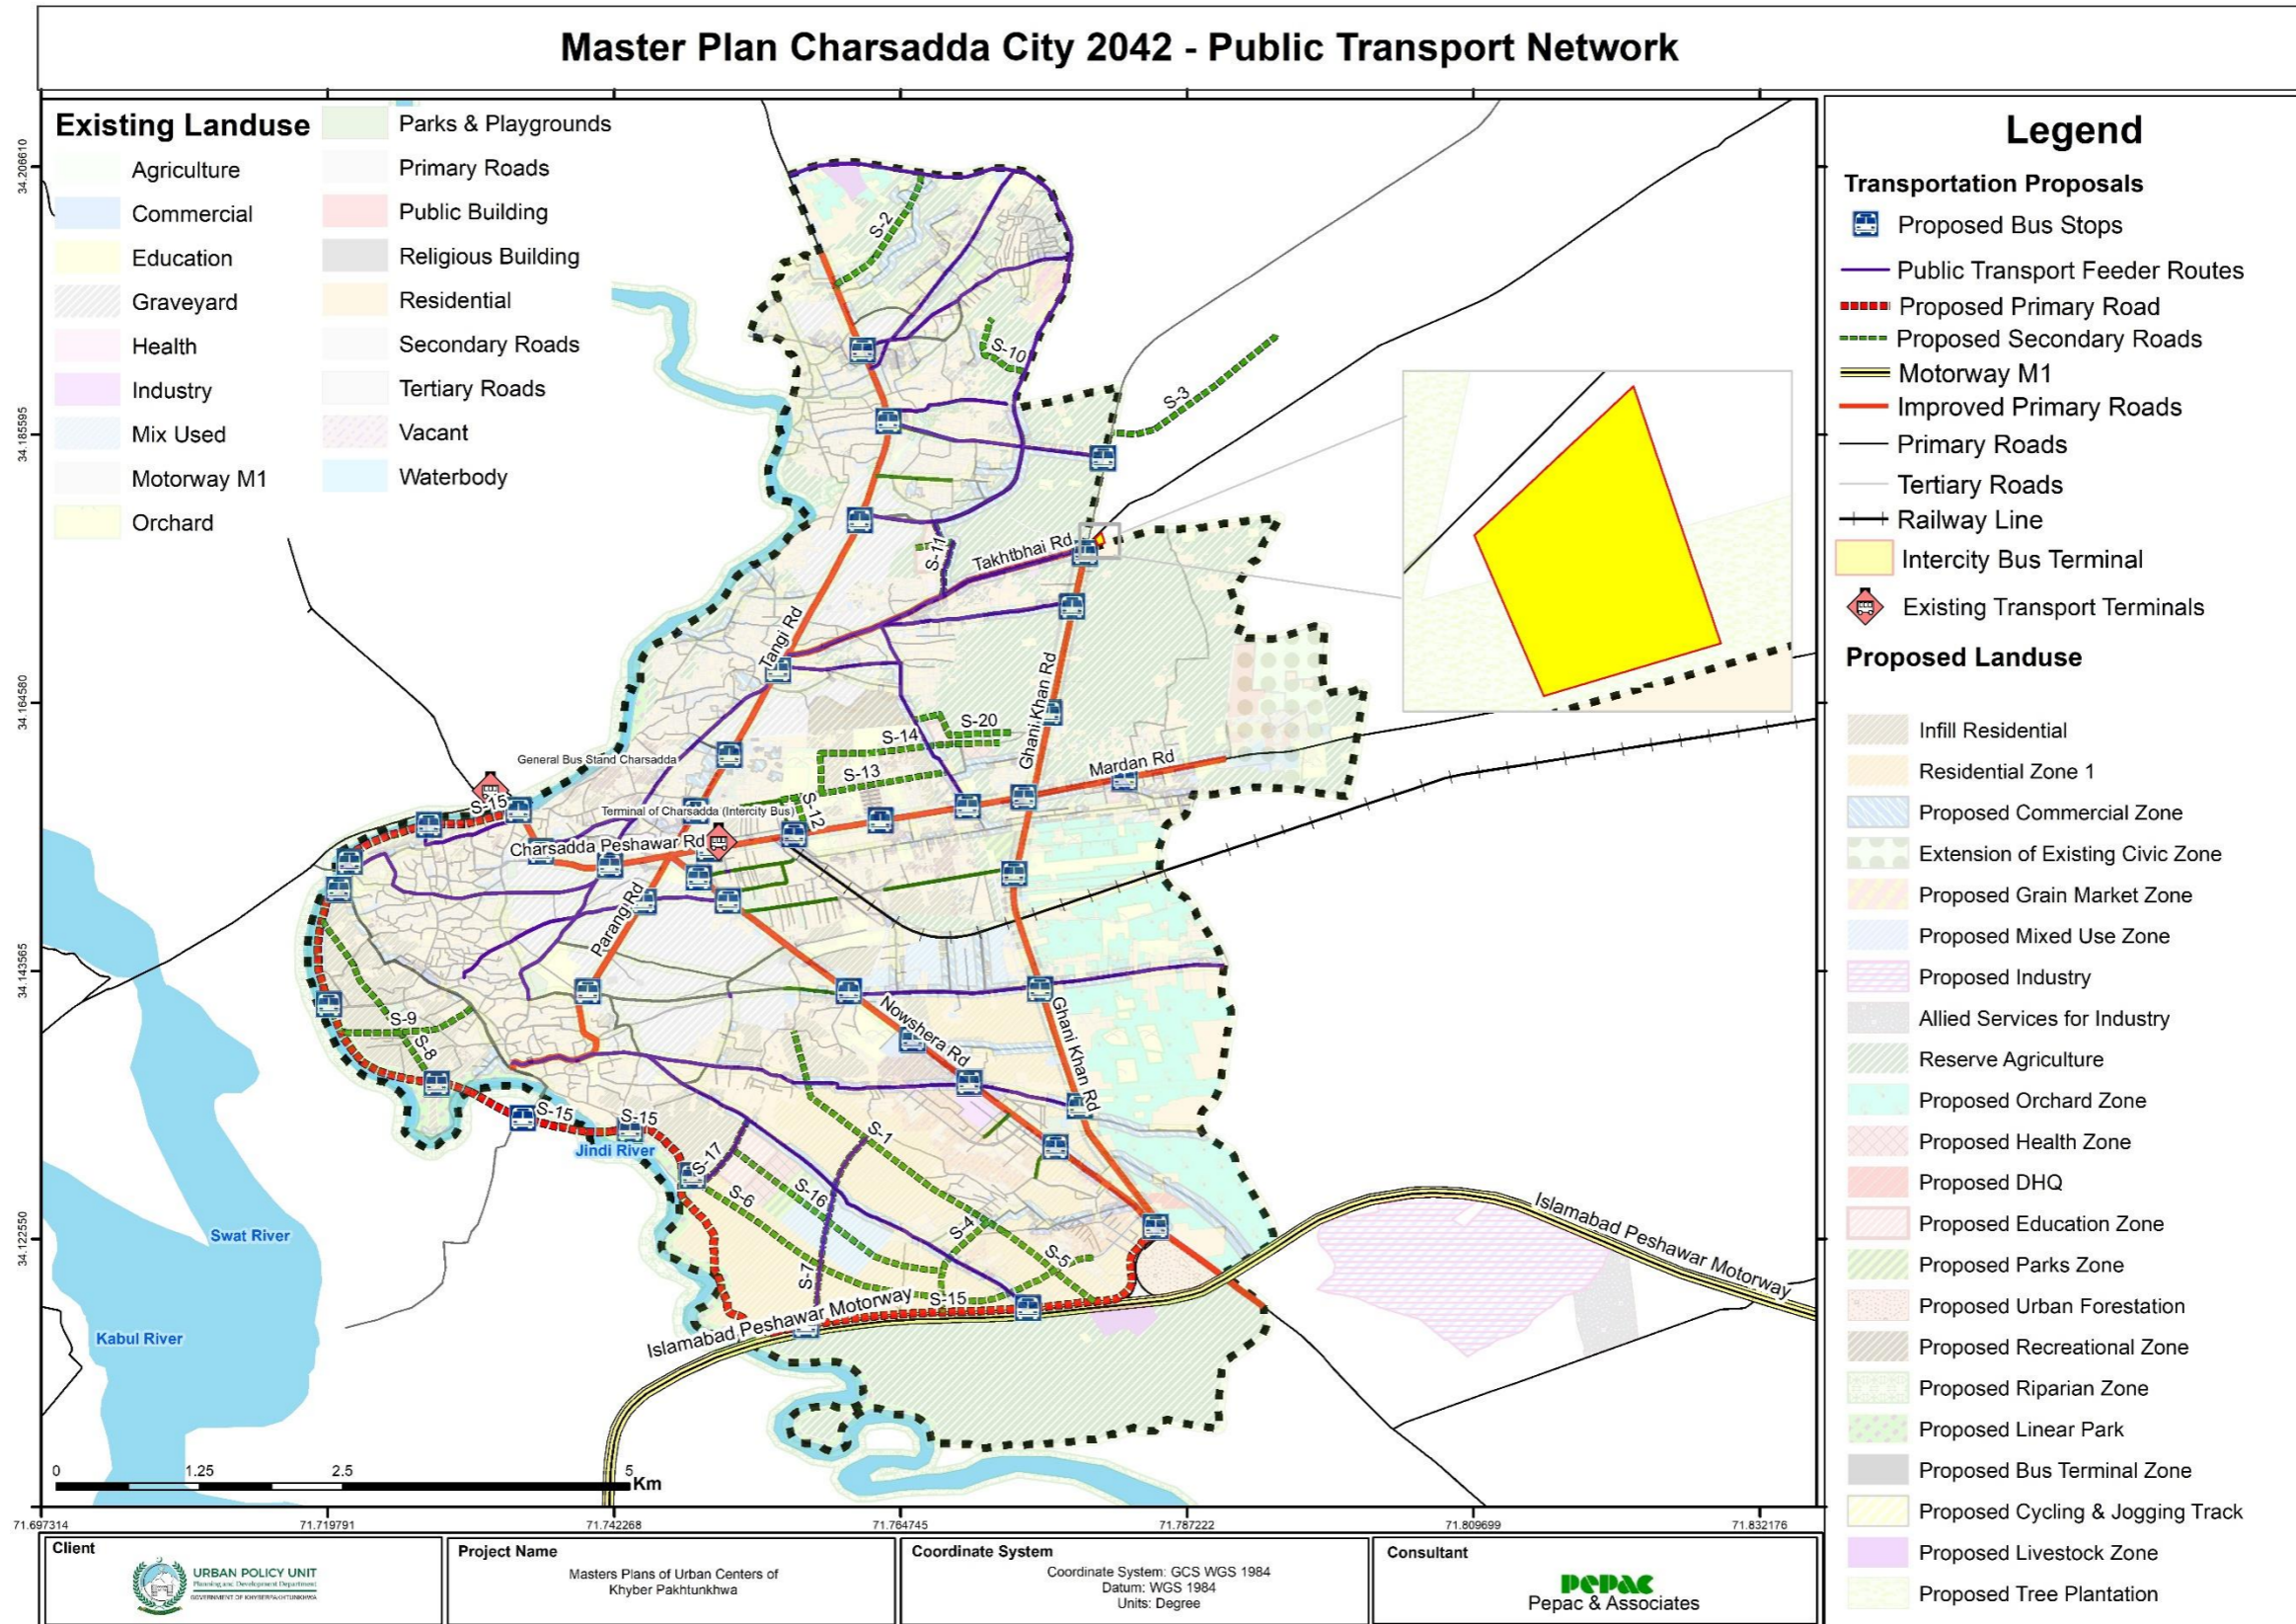 Master Plan Charsadda City 2042 - Public Transport Network
Existing Landuse
Agriculture
Commercial
Education
Graveyard
Health
Industry
Mix Used
Motorway M1
Orchard
Parks & Playgrounds
Primary Roads
Public Building
Religious Building
Residential
Secondary Roads
Tertiary Roads
Vacant
Waterbody
34.206610
34.185595
34.164580
34.143565
34.122550
S-2
S-10
S-3
S-11
Takhtbhai Rd
Tangi Rd
Ghani Khan Rd
S-20
S-14
S-13
S-12
Mardan Rd
General Bus Stand Charsadda
Terminal of Charsadda (Intercity Bus)
S-15
Charsadda Peshawar Rd
Parang Rd
S-9
S-8
Nowshera Rd
Ghani Khan Rd
S-15
S-15
Jindi River
S-17
S-1
S-6
S-16
S-4
S-5
S-7
S-15
Islamabad Peshawar Motorway
Islamabad Peshawar Motorway
Swat River
Kabul River
0
1.25
2.5
5
Km
71.697314
71.719791
71.742268
71.764745
71.787222
71.809699
71.832176
Legend
Transportation Proposals
Proposed Bus Stops
Public Transport Feeder Routes
Proposed Primary Road
Proposed Secondary Roads
Motorway M1
Improved Primary Roads
Primary Roads
Tertiary Roads
Railway Line
Intercity Bus Terminal
Existing Transport Terminals
Proposed Landuse
Infill Residential
Residential Zone 1
Proposed Commercial Zone
Extension of Existing Civic Zone
Proposed Grain Market Zone
Proposed Mixed Use Zone
Proposed Industry
Allied Services for Industry
Reserve Agriculture
Proposed Orchard Zone
Proposed Health Zone
Proposed DHQ
Proposed Education Zone
Proposed Parks Zone
Proposed Urban Forestation
Proposed Recreational Zone
Proposed Riparian Zone
Proposed Linear Park
Proposed Bus Terminal Zone
Proposed Cycling & Jogging Track
Proposed Livestock Zone
Proposed Tree Plantation
Client
URBAN POLICY UNIT
Planning and Development Department
GOVERNMENT OF KHYBER PAKHTUNKHWA
Project Name
Masters Plans of Urban Centers of
Khyber Pakhtunkhwa
Coordinate System
Coordinate System: GCS WGS 1984
Datum: WGS 1984
Units: Degree
Consultant
pepac
Pepac & Associates